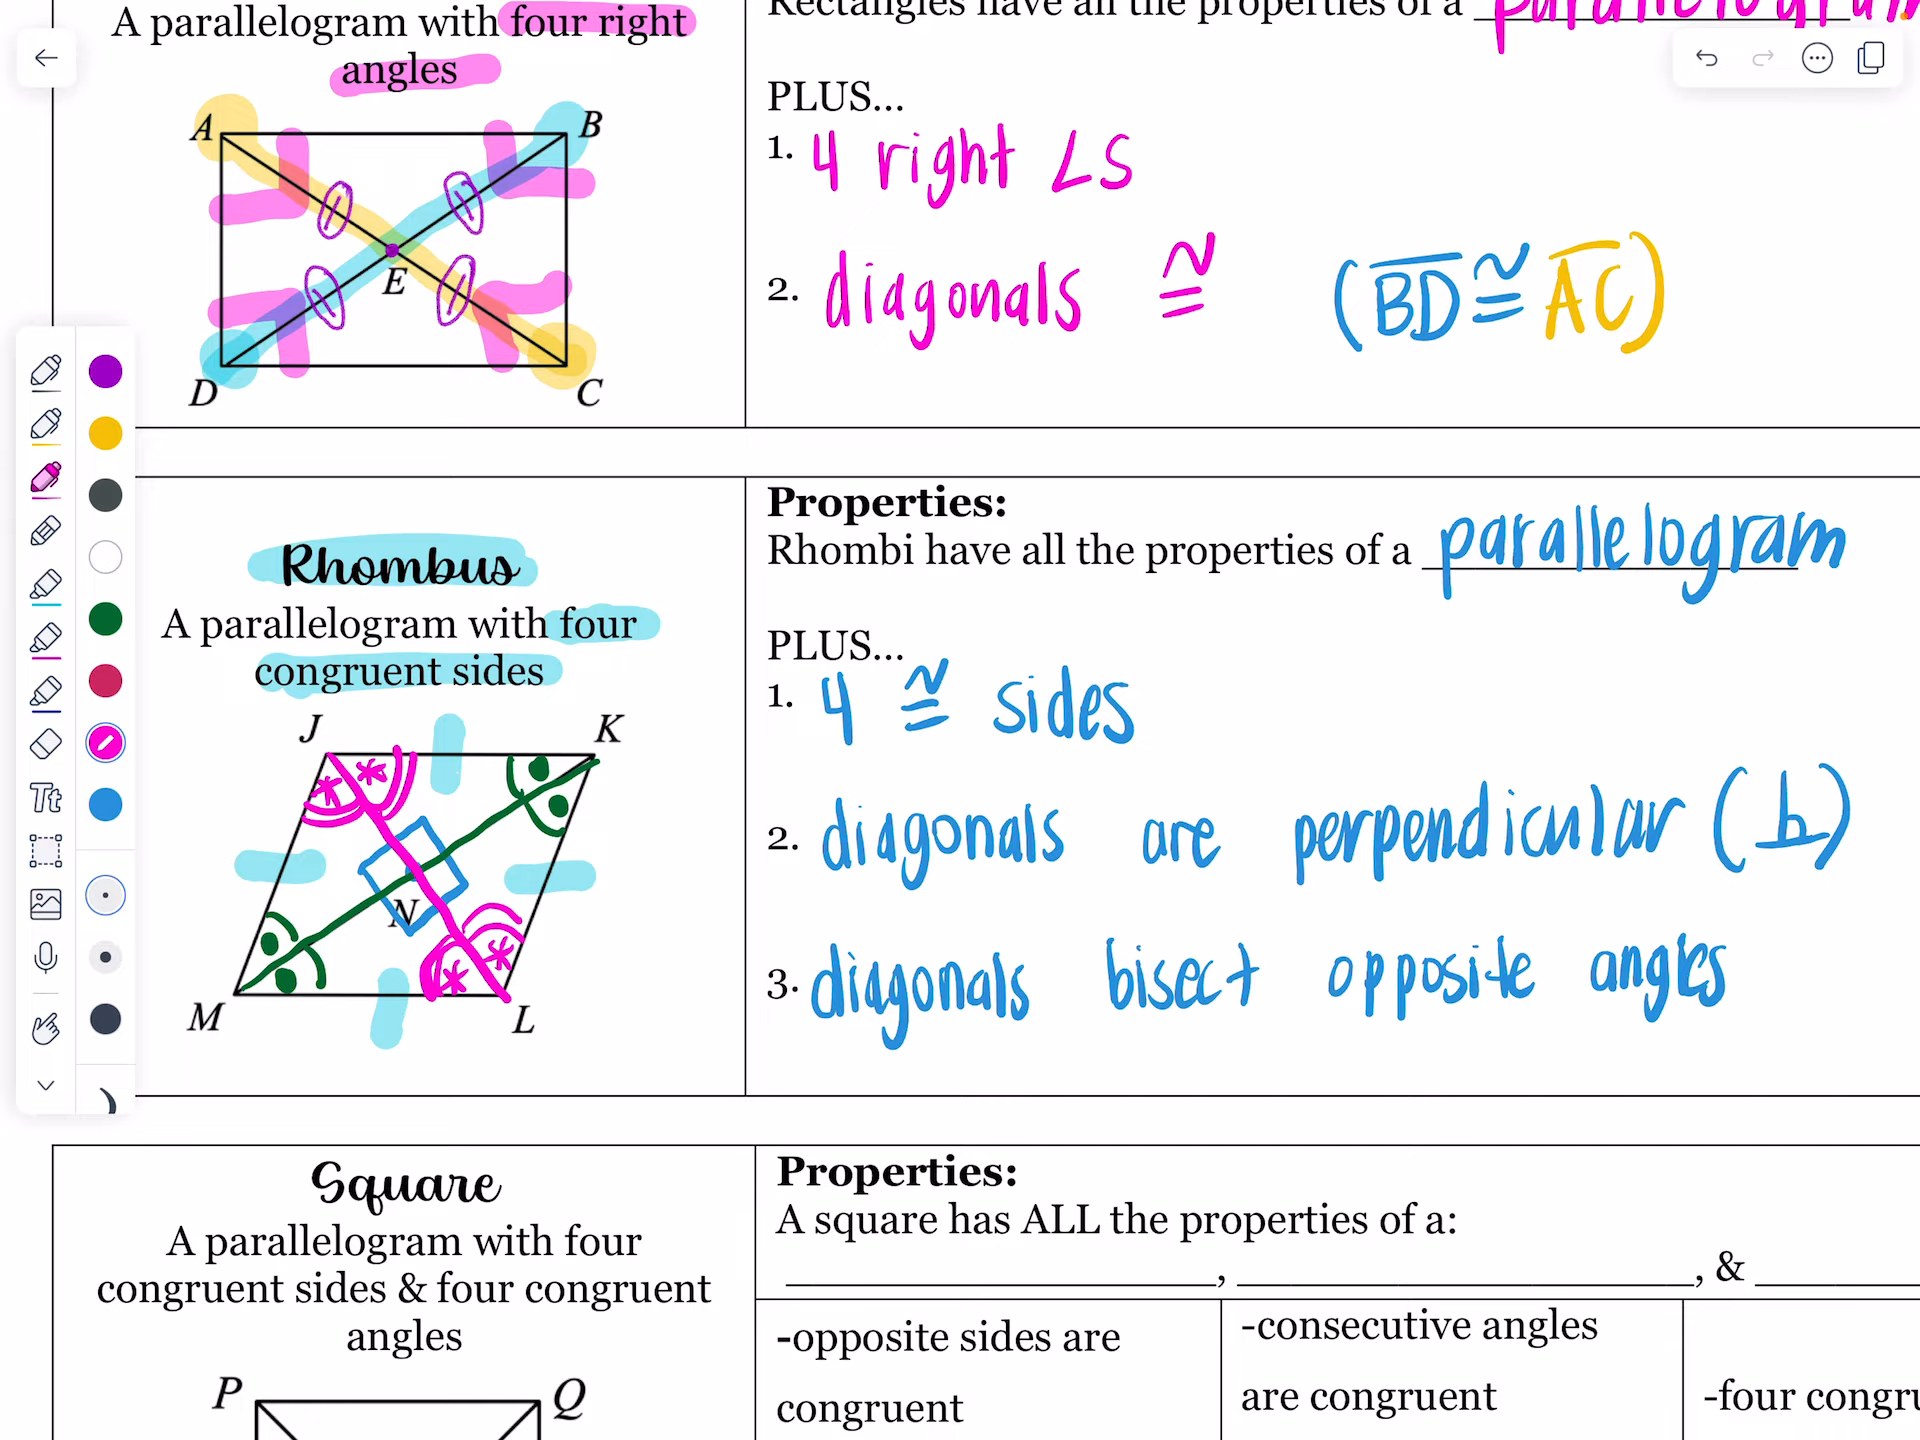 A parallelogram with four right
angles
A
B
E
D
C
Rectangles have all the properties of a parallelogram
PLUS...
1. 4 right ∠s
2. diagonals ≅ (BD ≅ AC)
Tt
Rhombus
A parallelogram with four
congruent sides
J
K
N
M
L
Properties:
Rhombi have all the properties of a parallelogram
PLUS...
1. 4 ≅ sides
2. diagonals are perpendicular (h)
3. diagonals bisect opposite angles
Square
A parallelogram with four
congruent sides & four congruent
angles
P
Q
Properties:
A square has ALL the properties of a:
, , &
-opposite sides are
congruent
-consecutive angles
are congruent
-four congru